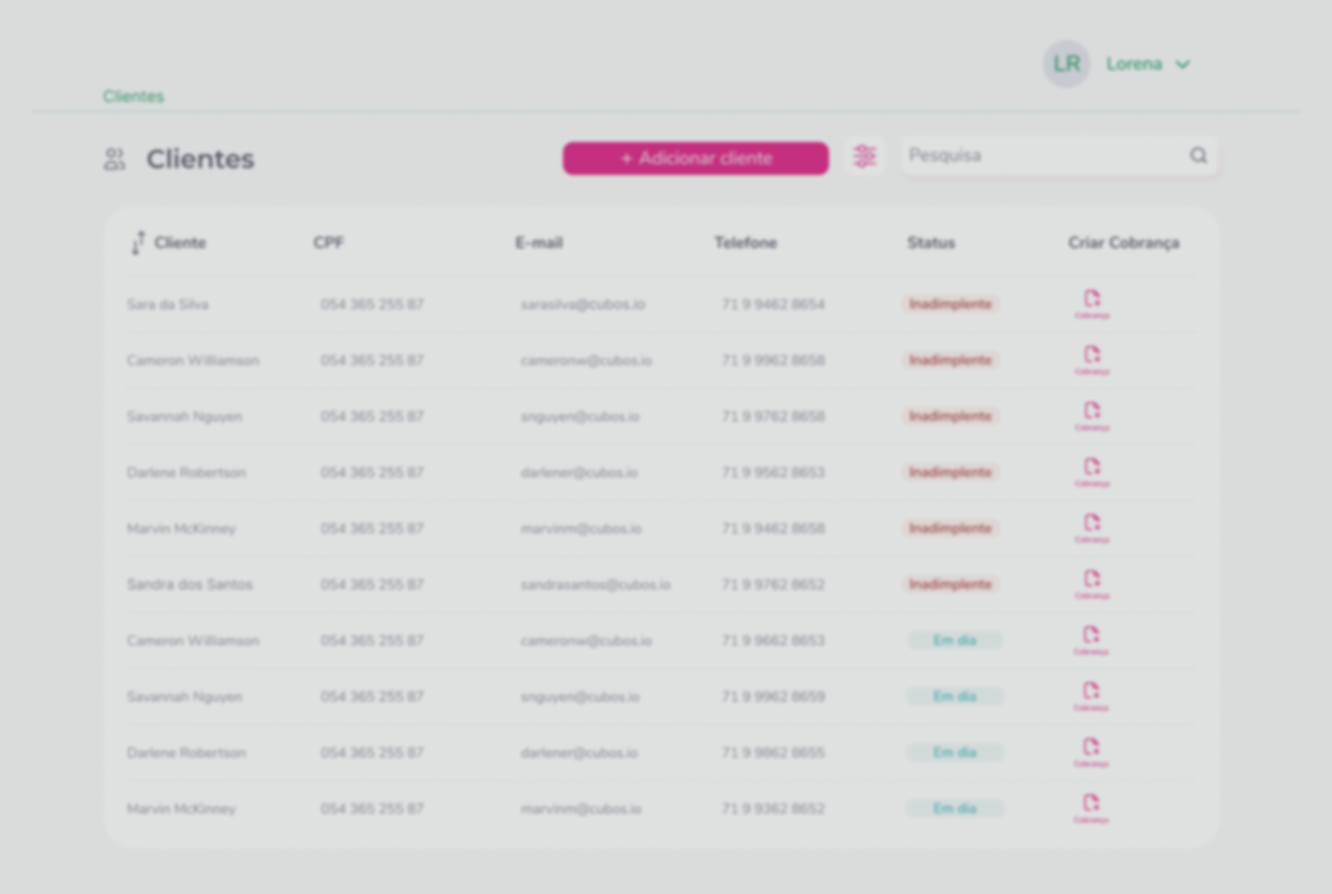 LR Lorena
Clientes
Clientes + Adicionar cliente Pesquisa
Cliente CPF E-mail Telefone Status Criar Cobrança
Sara da Silva 054 365 255 87 sarasilva@cubos.io 71 9 9462 8654 Inadimplente Cobrança
Cameron Williamson 054 365 255 87 cameronw@cubos.io 71 9 9962 8658 Inadimplente Cobrança
Savannah Nguyen 054 365 255 87 snguyen@cubos.io 71 9 9762 8658 Inadimplente Cobrança
Darlene Robertson 054 365 255 87 darlener@cubos.io 71 9 9562 8653 Inadimplente Cobrança
Marvin McKinney 054 365 255 87 marvinm@cubos.io 71 9 9462 8658 Inadimplente Cobrança
Sandra dos Santos 054 365 255 87 sandrasantos@cubos.io 71 9 9762 8652 Inadimplente Cobrança
Cameron Williamson 054 365 255 87 cameronw@cubos.io 71 9 9662 8653 Em dia Cobrança
Savannah Nguyen 054 365 255 87 snguyen@cubos.io 71 9 9962 8659 Em dia Cobrança
Darlene Robertson 054 365 255 87 darlener@cubos.io 71 9 9862 8655 Em dia Cobrança
Marvin McKinney 054 365 255 87 marvinm@cubos.io 71 9 9362 8652 Em dia Cobrança